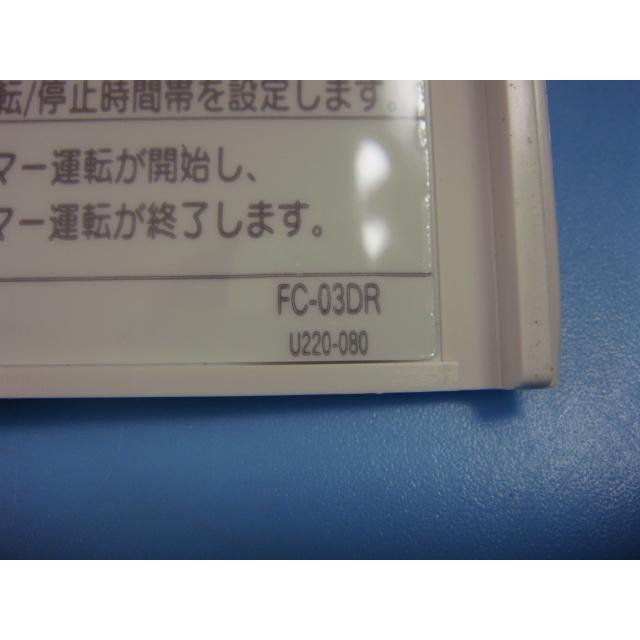 転/停止時間帯を設定します。
マー運転が開始し、
マー運転が終了します。
FC-03DR
U220-080